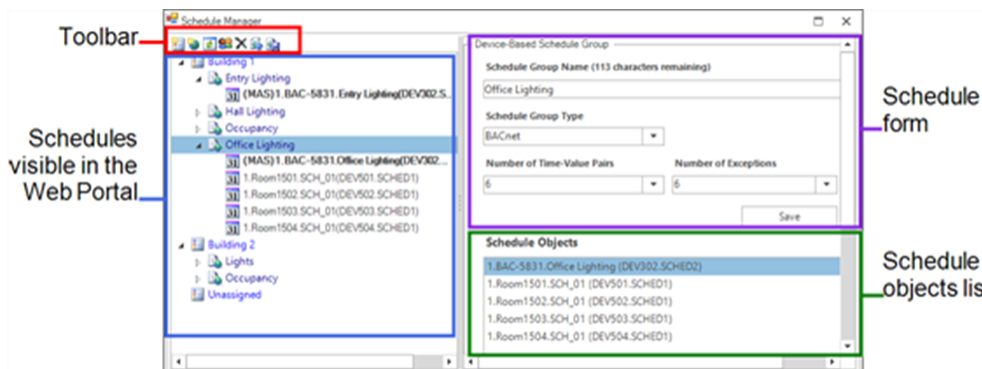 Schedule Manager
Toolbar
Schedules
visible in the
Web Portal
Building 1
Entry Lighting
(MAS)1.BAC-5831.Entry Lighting(DEV302.S...
Hall Lighting
Occupancy
Office Lighting
(MAS)1.BAC-5831.Office Lighting(DEV302...
1.Room1501.SCH_01(DEV501.SCHED1)
1.Room1502.SCH_01(DEV502.SCHED1)
1.Room1503.SCH_01(DEV503.SCHED1)
1.Room1504.SCH_01(DEV504.SCHED1)
Building 2
Lights
Occupancy
Unassigned
Device-Based Schedule Group
Schedule Group Name (113 characters remaining)
Office Lighting
Schedule Group Type
BACnet
Number of Time-Value Pairs Number of Exceptions
6 6
Save
Schedule Objects
1.BAC-5831.Office Lighting (DEV302.SCHED2)
1.Room1501.SCH_01 (DEV501.SCHED1)
1.Room1502.SCH_01 (DEV502.SCHED1)
1.Room1503.SCH_01 (DEV503.SCHED1)
1.Room1504.SCH_01 (DEV504.SCHED1)
Schedule
form
Schedule
objects lis